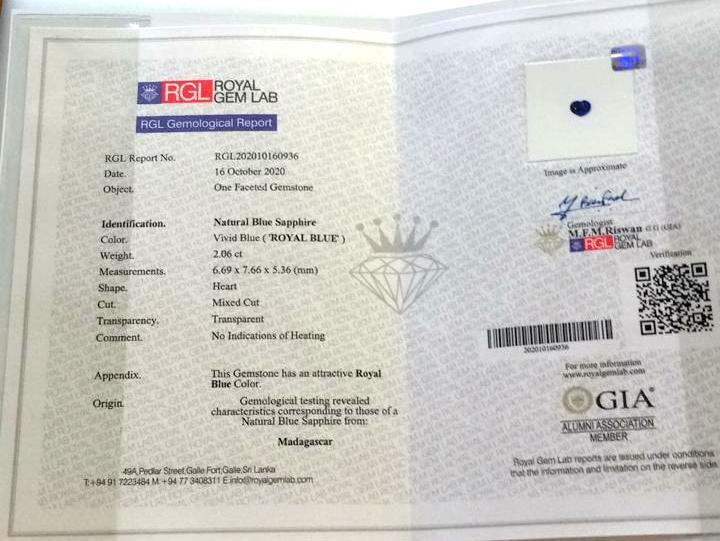 RGL ROYAL
GEM LAB
RGL Gemological Report
RGL Report No. RGL202010160936
Date. 16 October 2020
Object. One Faceted Gemstone
Identification. Natural Blue Sapphire
Color. Vivid Blue ( 'ROYAL BLUE' )
Weight. 2.06 ct
Measurements. 6.69 x 7.66 x 5.36 (mm)
Shape. Heart
Cut. Mixed Cut
Transparency. Transparent
Comment. No Indications of Heating
Appendix. This Gemstone has an attractive Royal
Blue Color.
Origin. Gemological testing revealed
characteristics corresponding to those of a
Natural Blue Sapphire from:
Madagascar
49A,Pedlar Street,Galle Fort,Galle,Sri Lanka
T:+94 91 7223484 M: +94 77 3408311 E:info@royalgemlab.com
Image is Approximate
Gemologist
M.F.M.Riswan G.G (GIA)
RGL ROYAL
GEM LAB
Verification
202010160936
For more information
www.royalgemlab.com
GIA®
ALUMNI ASSOCIATION
MEMBER
Royal Gem Lab reports are issued under conditions
that the information and limitation on the reverse side